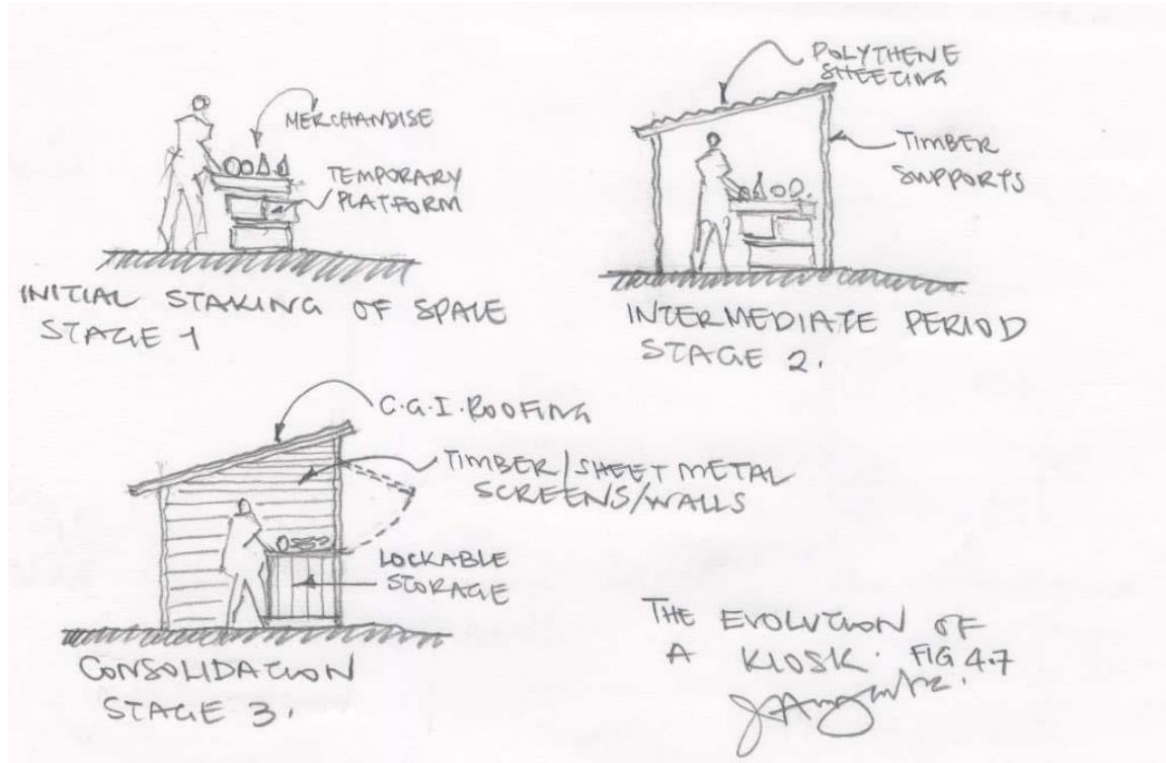 MERCHANDISE
TEMPORARY
PLATFORM
INITIAL STAKING OF SPACE
STAGE 1
POLYTHENE
SHEETING
TIMBER
SUPPORTS
INTERMEDIATE PERIOD
STAGE 2.
C.G.I. ROOFING
TIMBER/SHEET METAL
SCREENS/WALLS
LOCKABLE
STORAGE
CONSOLIDATION
STAGE 3.
THE EVOLUTION OF
A KIOSK. FIG 4.7